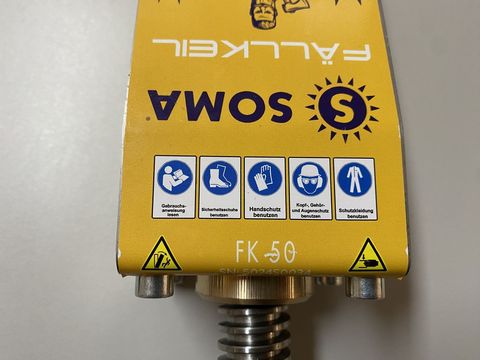 FÄLLKEIL
SOMA
S
Gebrauchs-
anweisung
lesen
Sicherheitsschuhe
benutzen
Handschutz
benutzen
Kopf-, Gehör-
und Augenschutz
benutzen
Schutzkleidung
benutzen
FK-50